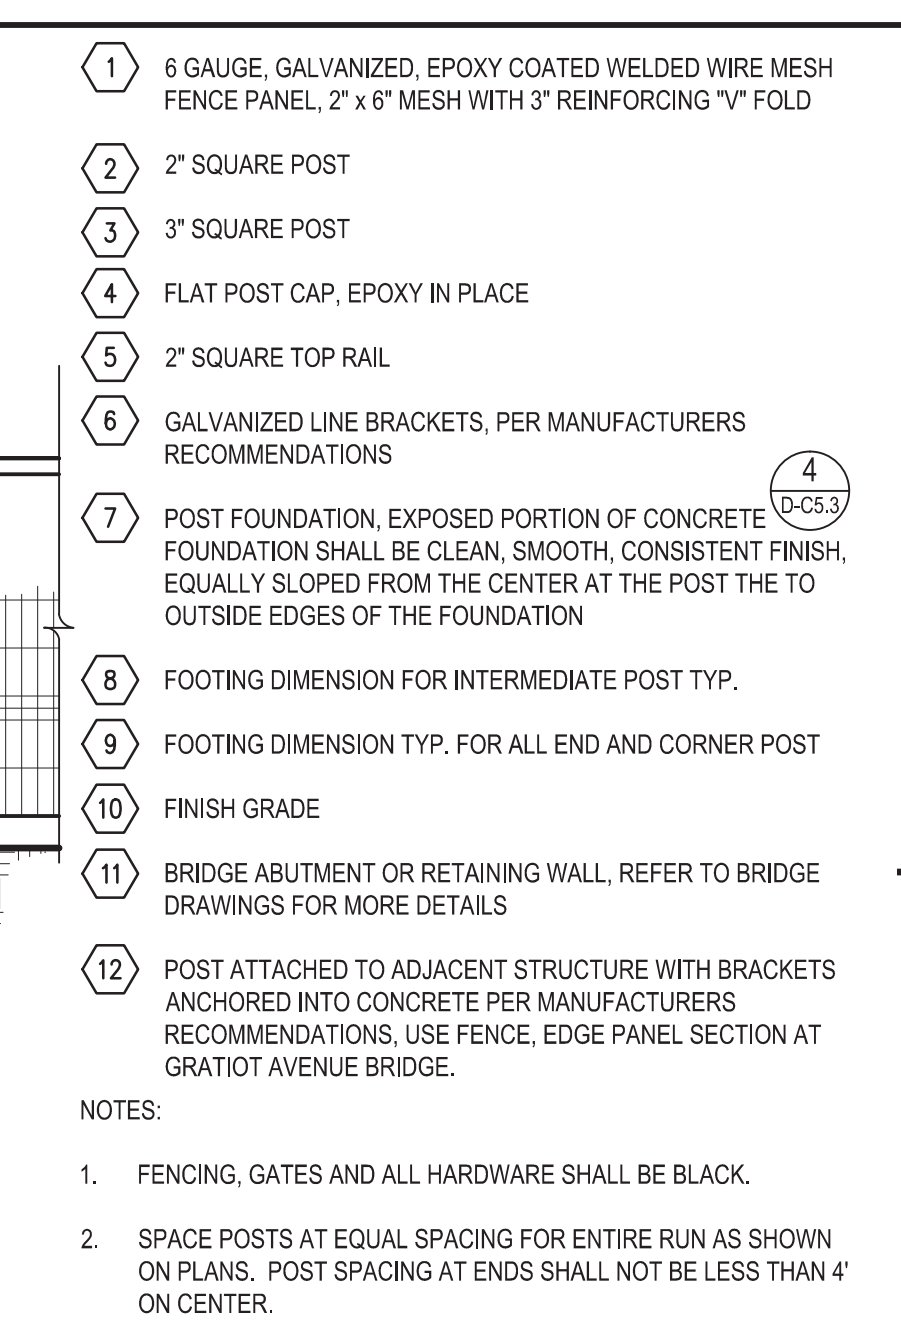 1 6 GAUGE, GALVANIZED, EPOXY COATED WELDED WIRE MESH
FENCE PANEL, 2" x 6" MESH WITH 3" REINFORCING "V" FOLD
2 2" SQUARE POST
3 3" SQUARE POST
4 FLAT POST CAP, EPOXY IN PLACE
5 2" SQUARE TOP RAIL
6 GALVANIZED LINE BRACKETS, PER MANUFACTURERS
RECOMMENDATIONS
4
D-C5.3
7 POST FOUNDATION, EXPOSED PORTION OF CONCRETE
FOUNDATION SHALL BE CLEAN, SMOOTH, CONSISTENT FINISH,
EQUALLY SLOPED FROM THE CENTER AT THE POST THE TO
OUTSIDE EDGES OF THE FOUNDATION
8 FOOTING DIMENSION FOR INTERMEDIATE POST TYP.
9 FOOTING DIMENSION TYP. FOR ALL END AND CORNER POST
10 FINISH GRADE
11 BRIDGE ABUTMENT OR RETAINING WALL, REFER TO BRIDGE
DRAWINGS FOR MORE DETAILS
12 POST ATTACHED TO ADJACENT STRUCTURE WITH BRACKETS
ANCHORED INTO CONCRETE PER MANUFACTURERS
RECOMMENDATIONS, USE FENCE, EDGE PANEL SECTION AT
GRATIOT AVENUE BRIDGE.
NOTES:
1. FENCING, GATES AND ALL HARDWARE SHALL BE BLACK.
2. SPACE POSTS AT EQUAL SPACING FOR ENTIRE RUN AS SHOWN
ON PLANS. POST SPACING AT ENDS SHALL NOT BE LESS THAN 4'
ON CENTER.